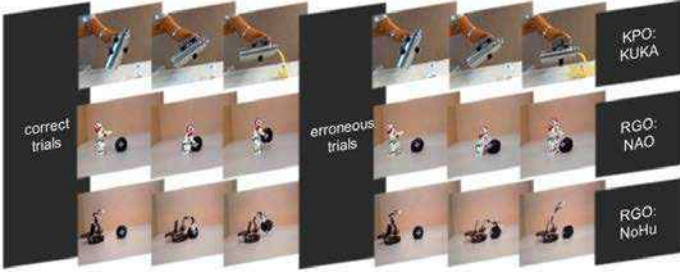 correct
trials
erroneous
trials
KPO:
KUKA
RGO:
NAO
RGO:
NoHu